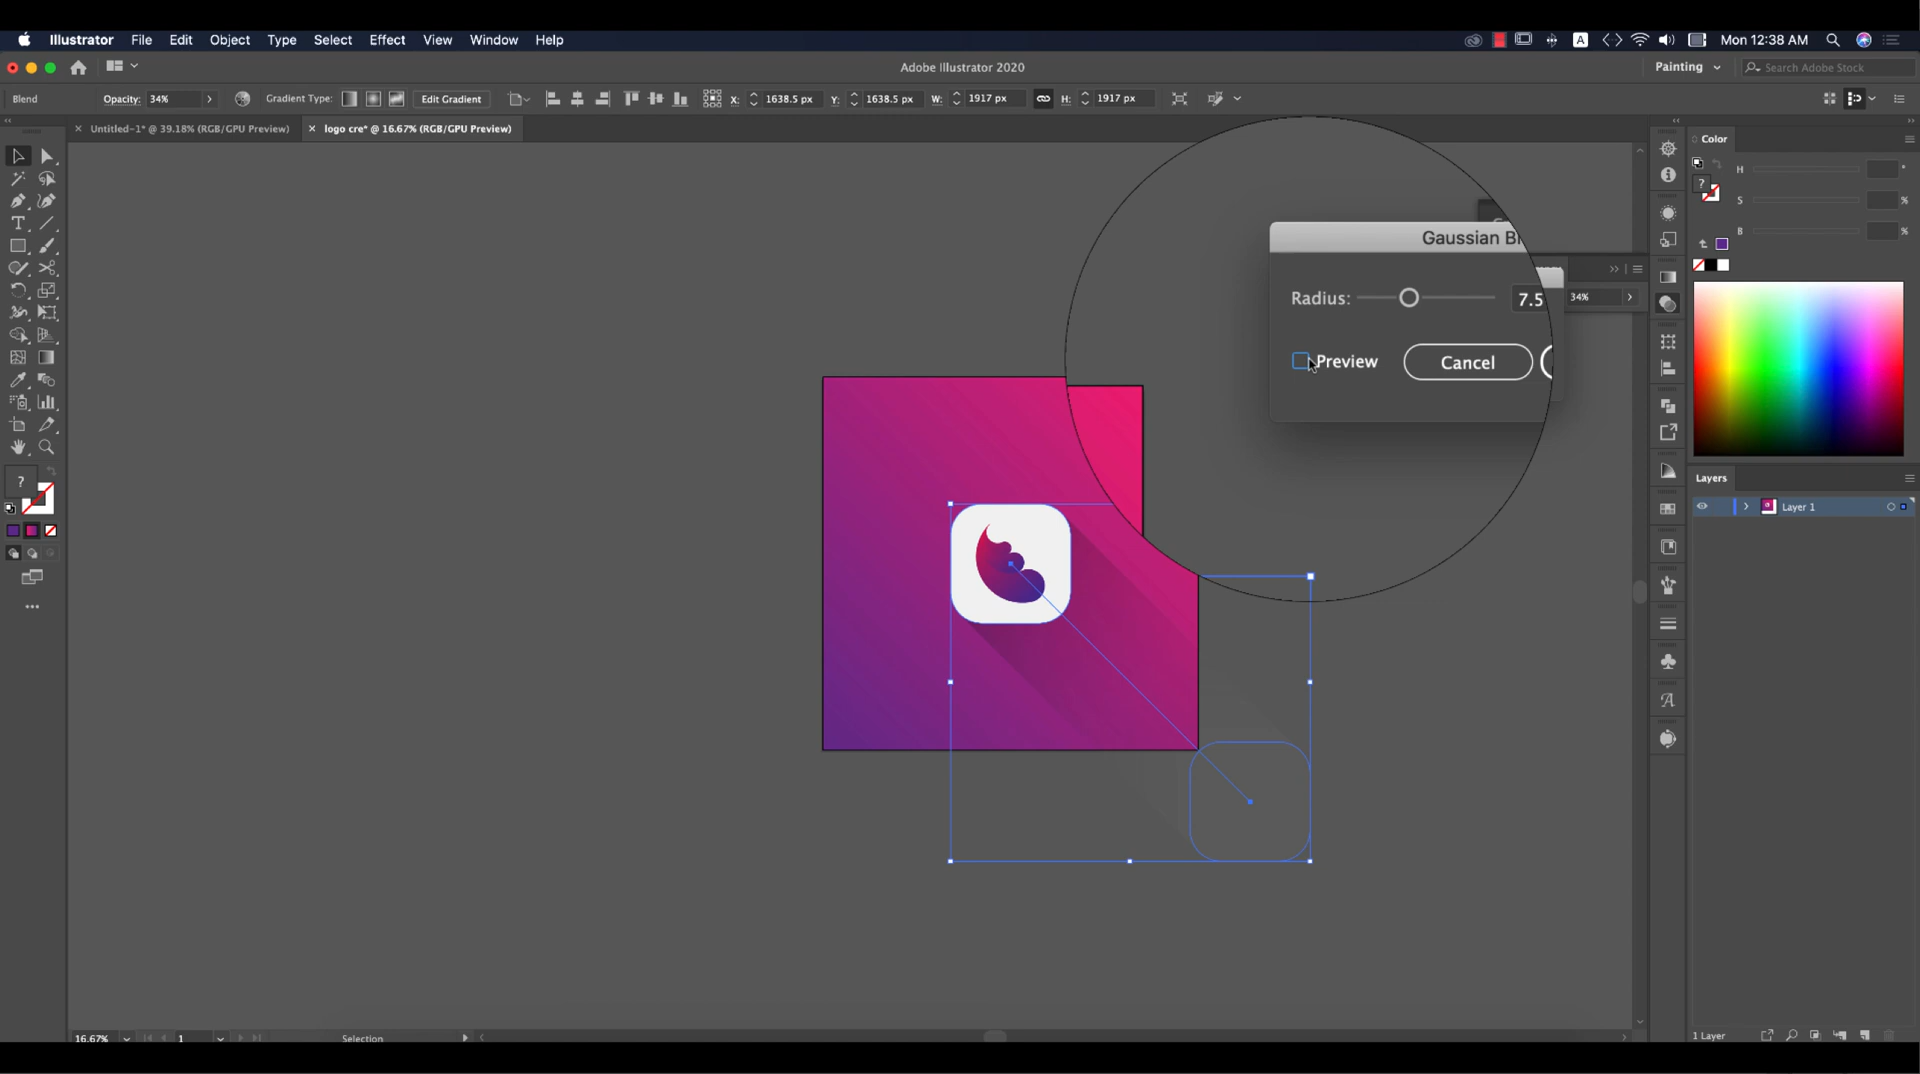 Illustrator File Edit Object Type Select Effect View Window Help
A Mon 12:38 AM
Adobe Illustrator 2020
Painting
Search Adobe Stock
Blend Opacity: 34% Gradient Type: Edit Gradient X: 1638.5 px Y: 1638.5 px W: 1917 px H: 1917 px
Untitled-1* @ 39.18% (RGB/GPU Preview)
logo cre* @ 16.67% (RGB/GPU Preview)
Color
H °
S %
B %
Gaussian Bl
Radius: 7.5
34%
Preview Cancel
Layers
Layer 1
1 Layer
16.67% 1 Selection